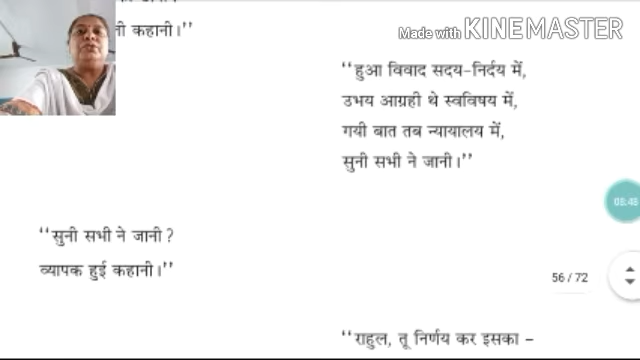 नी कहानी।’’
Made with KINEMASTER
‘‘हुआ विवाद सदय-निर्दय में,
उभय आग्रही थे स्वविषय में,
गयी बात तब न्यायालय में,
सुनी सभी ने जानी।’’
08:48
‘‘सुनी सभी ने जानी ?
व्यापक हुई कहानी।’’
56 / 72
‘‘राहुल, तू निर्णय कर इसका –